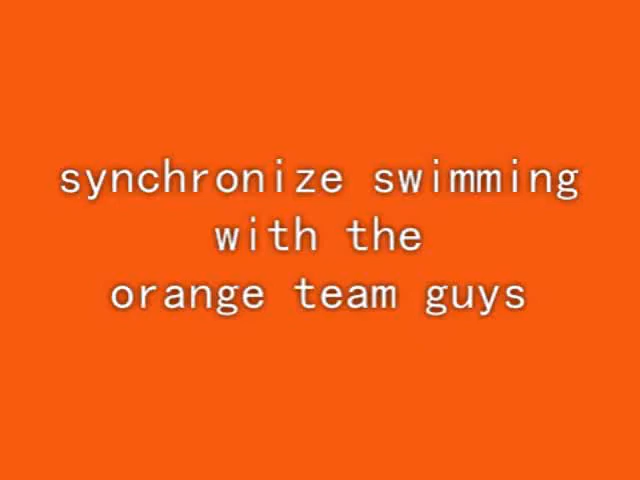 synchronize swimming
with the
orange team guys